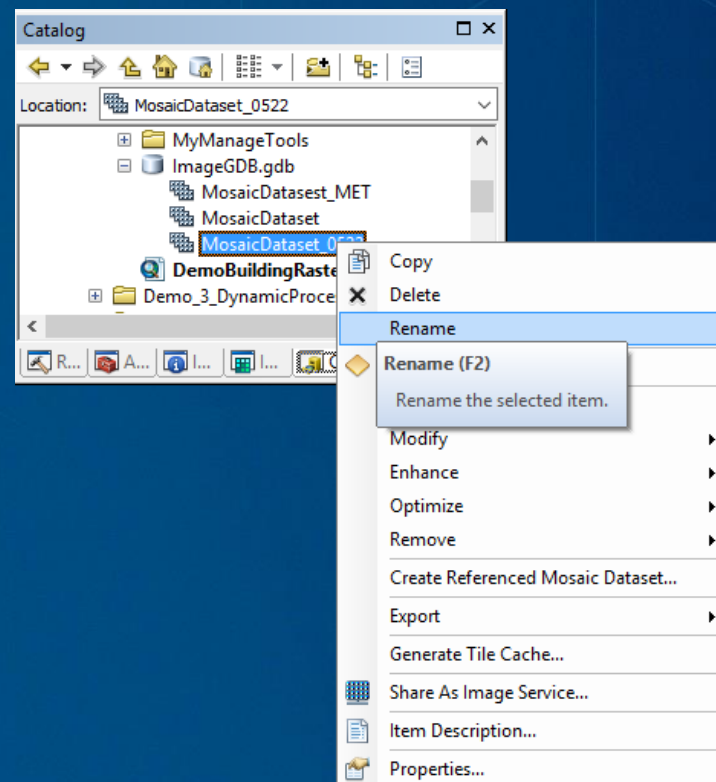 Catalog
Location: MosaicDataset_0522
MyManageTools
ImageGDB.gdb
MosaicDatasest_MET
MosaicDataset
MosaicDataset_0522
DemoBuildingRaste
Demo_3_DynamicProce
R... A... I... I... C
Copy
Delete
Rename
Rename (F2)
Rename the selected item.
Modify
Enhance
Optimize
Remove
Create Referenced Mosaic Dataset...
Export
Generate Tile Cache...
Share As Image Service...
Item Description...
Properties...